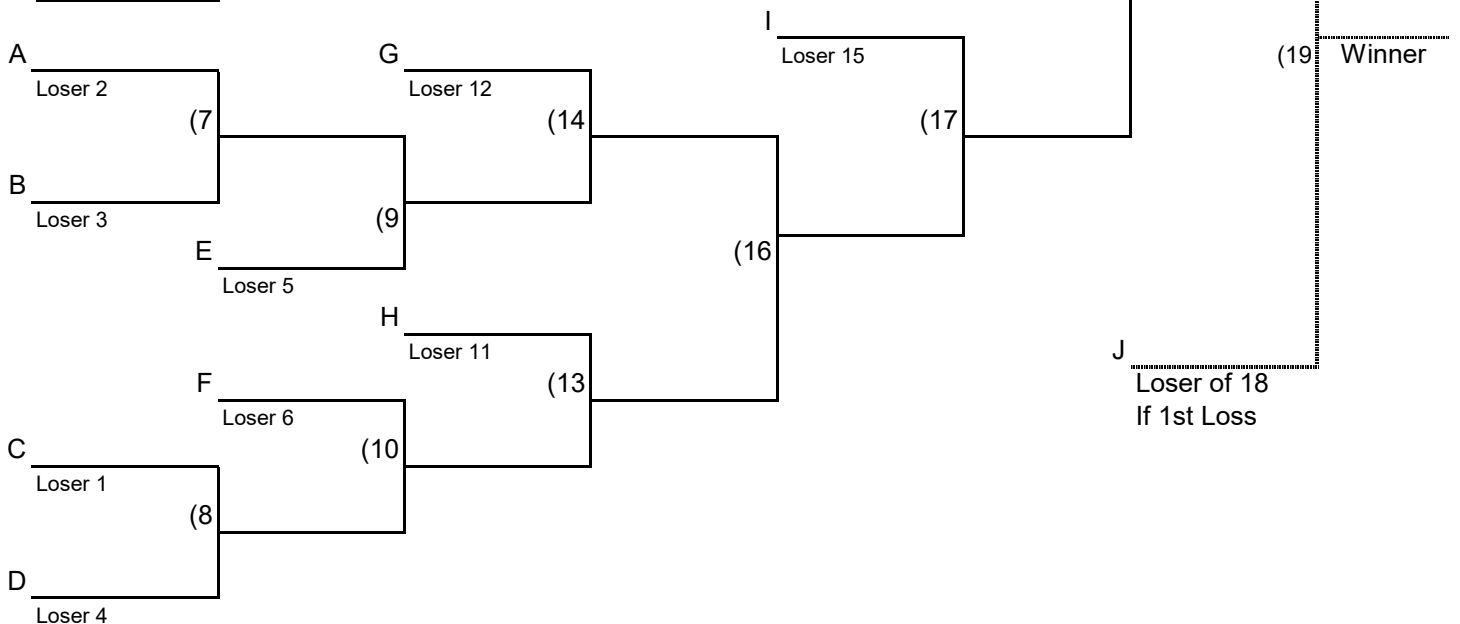 I
Loser 15
(19
Winner
A
Loser 2
G
Loser 12
(7
(14
(17
B
Loser 3
(9
E
Loser 5
(16
H
Loser 11
J
Loser of 18
If 1st Loss
F
Loser 6
(13
C
Loser 1
(10
(8
D
Loser 4